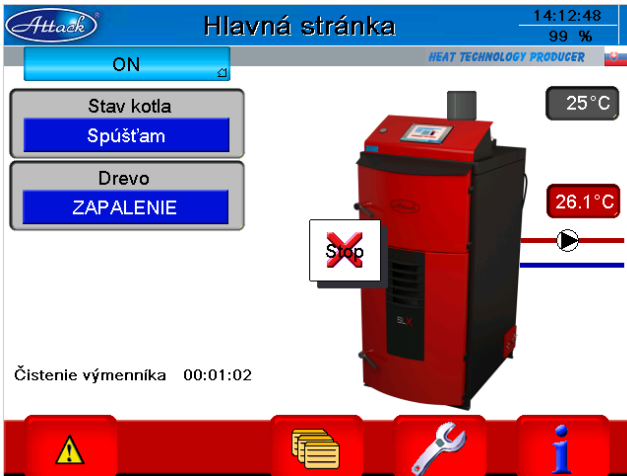 Attack
Hlavná stránka
14:12:48
99 %
HEAT TECHNOLOGY PRODUCER
ON
Stav kotla
Spúšťam
Drevo
ZAPALENIE
25°C
26.1°C
Stop
Attack
SLX
Čistenie výmenníka 00:01:02